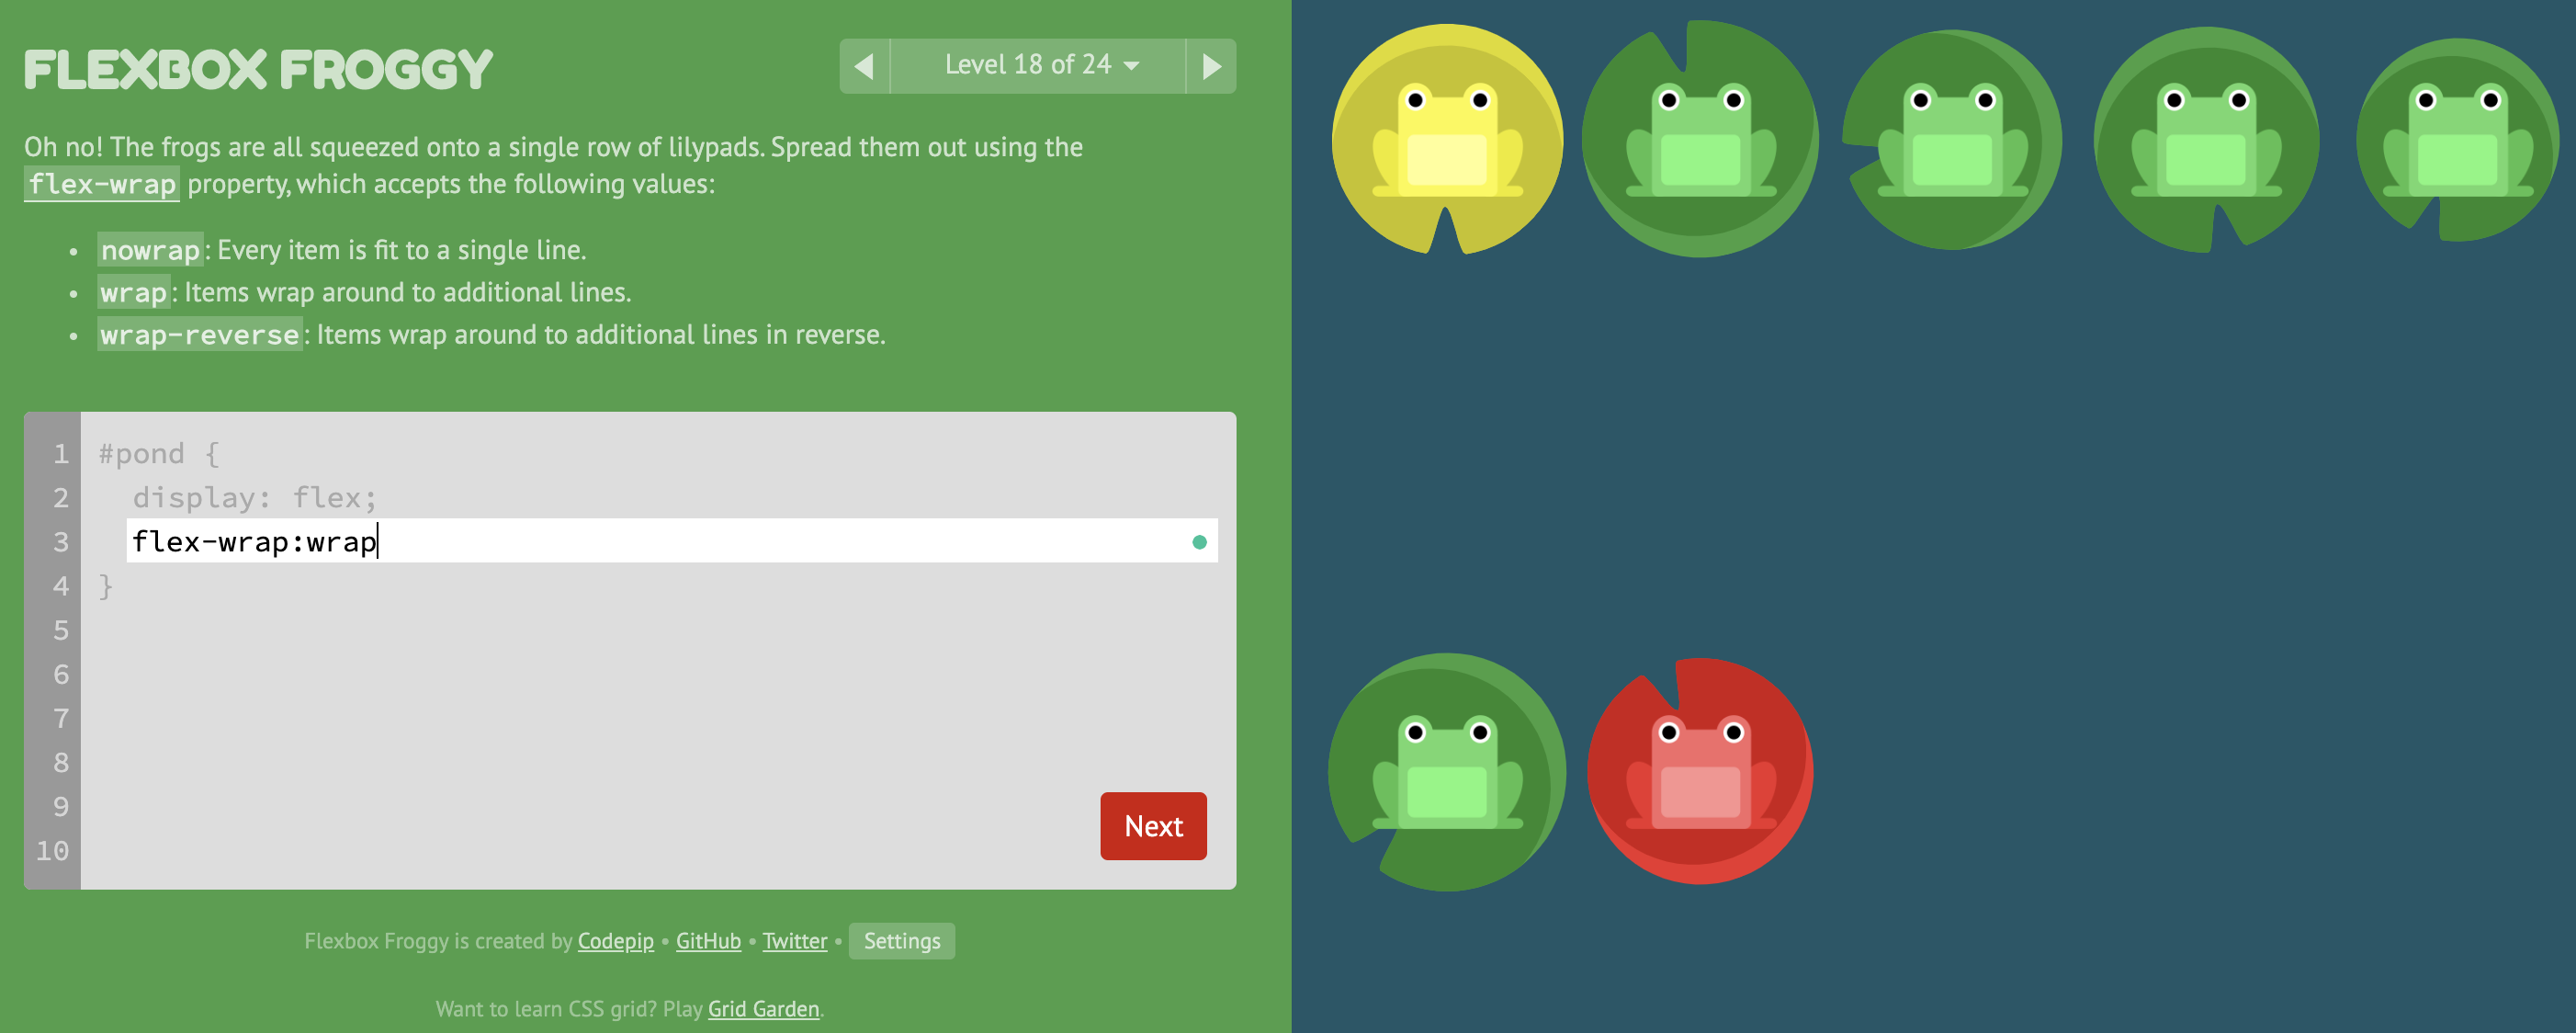 FLEXBOX FROGGY
Level 18 of 24
Oh no! The frogs are all squeezed onto a single row of lilypads. Spread them out using the
flex-wrap property, which accepts the following values:
• nowrap: Every item is fit to a single line.
• wrap: Items wrap around to additional lines.
• wrap-reverse: Items wrap around to additional lines in reverse.
1 #pond {
2 display: flex;
3 flex-wrap:wrap
4 }
5
6
7
8
9
10
Next
Flexbox Froggy is created by Codepip • GitHub • Twitter • Settings
Want to learn CSS grid? Play Grid Garden.